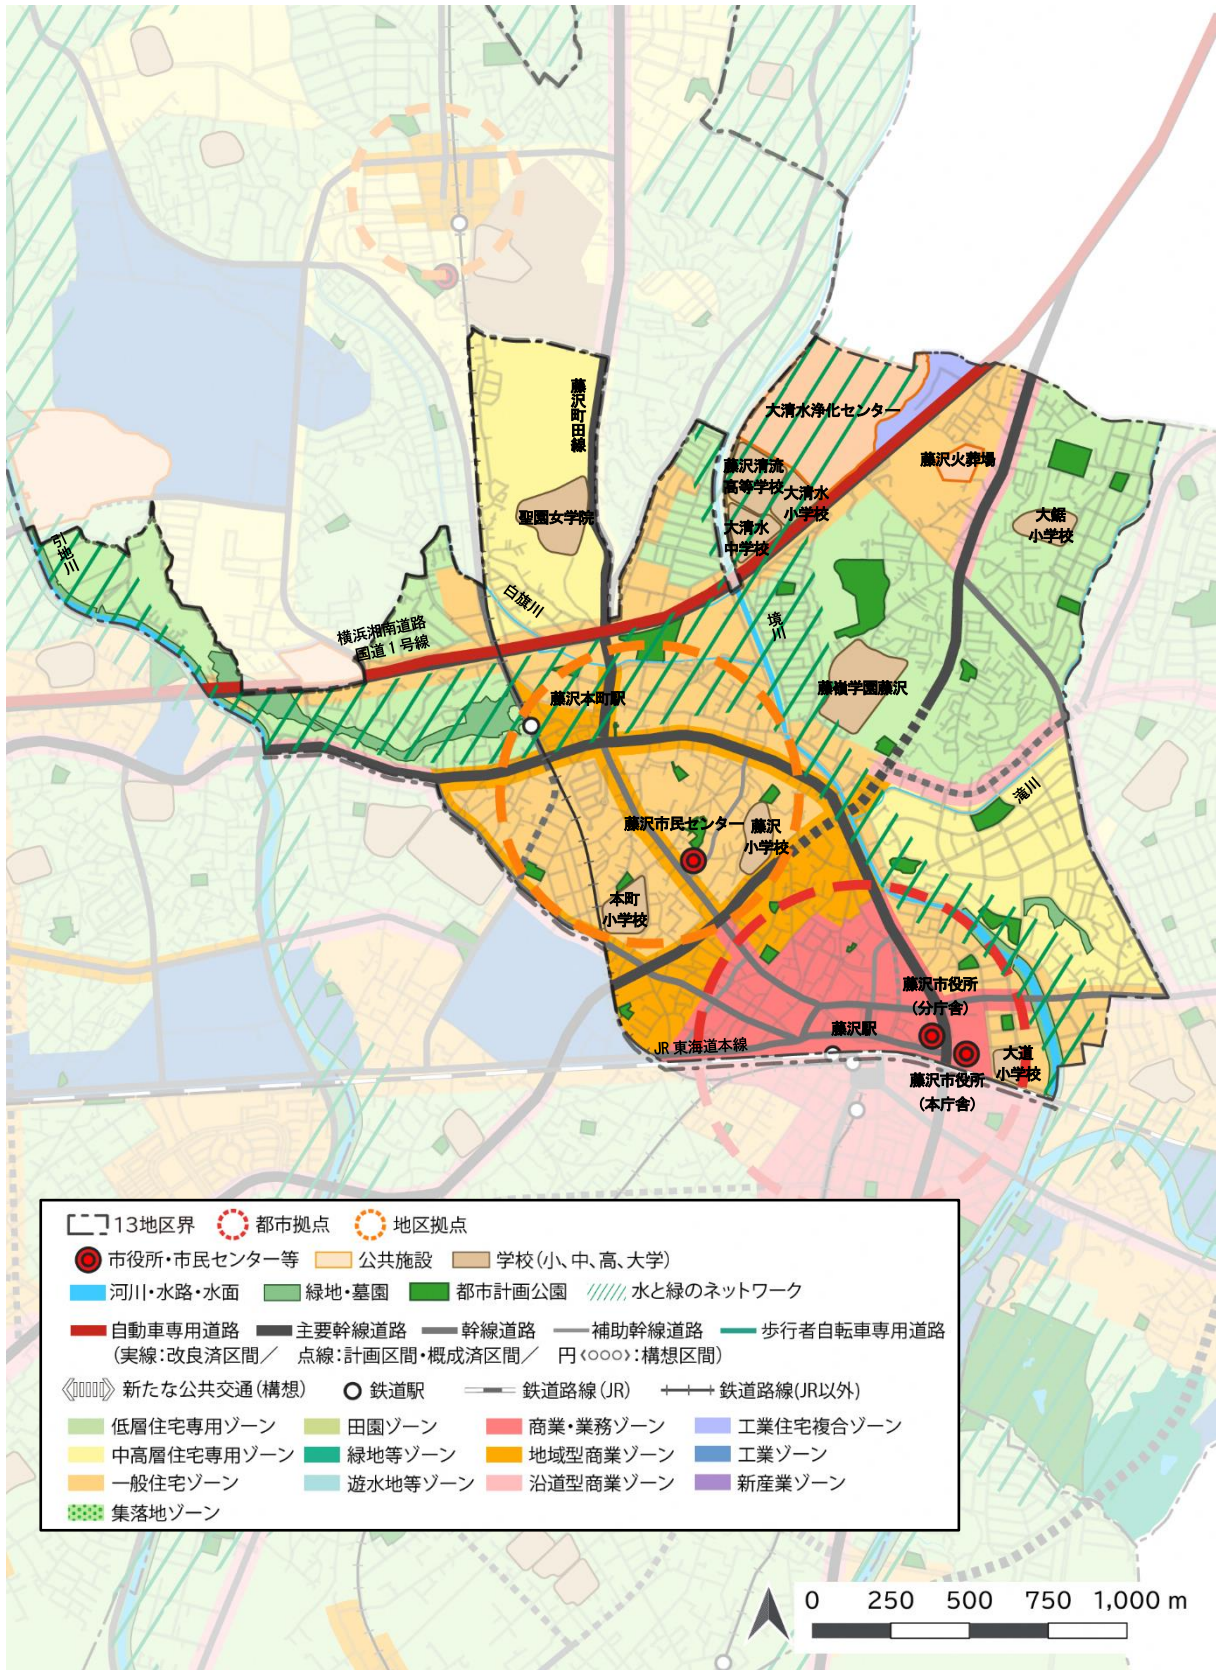 藤沢町田線
大清水浄化センター
藤沢清流
高等学校
大清水
小学校
藤沢火葬場
聖園女学院
大清水
中学校
大鋸
小学校
引地川
白旗川
横浜湘南道路
国道1号線
境川
藤沢本町駅
藤嶺学園藤沢
滝川
藤沢市民センター
藤沢
小学校
本町
小学校
藤沢市役所
(分庁舎)
藤沢駅
JR東海道本線
大道
小学校
藤沢市役所
(本庁舎)
13地区界 都市拠点 地区拠点
市役所・市民センター等 公共施設 学校(小、中、高、大学)
河川・水路・水面 緑地・墓園 都市計画公園 水と緑のネットワーク
自動車専用道路 主要幹線道路 幹線道路 補助幹線道路 歩行者自転車専用道路
(実線:改良済区間/ 点線:計画区間・概成済区間/ 円(○○○):構想区間)
新たな公共交通(構想) 鉄道駅 鉄道路線(JR) 鉄道路線(JR以外)
低層住宅専用ゾーン 田園ゾーン 商業・業務ゾーン 工業住宅複合ゾーン
中高層住宅専用ゾーン 緑地等ゾーン 地域型商業ゾーン 工業ゾーン
一般住宅ゾーン 遊水地等ゾーン 沿道型商業ゾーン 新産業ゾーン
集落地ゾーン
0 250 500 750 1,000 m